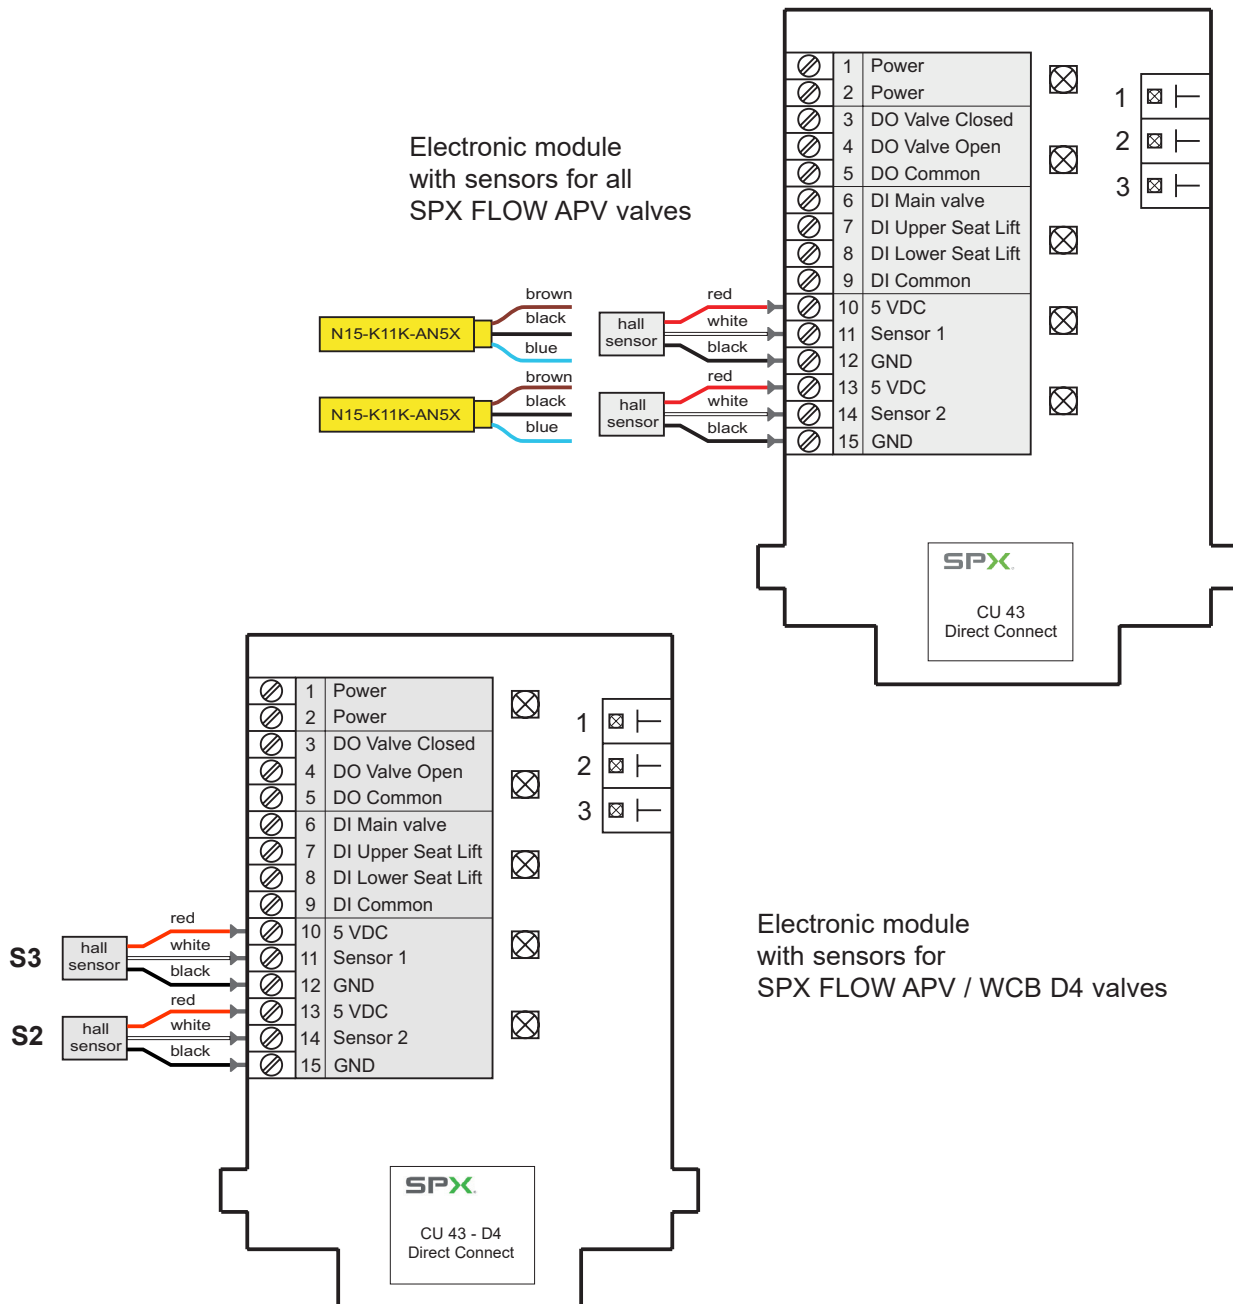 Electronic module
with sensors for all
SPX FLOW APV valves
1 Power
2 Power
3 DO Valve Closed
4 DO Valve Open
5 DO Common
6 DI Main valve
7 DI Upper Seat Lift
8 DI Lower Seat Lift
9 DI Common
10 5 VDC
11 Sensor 1
12 GND
13 5 VDC
14 Sensor 2
15 GND
1
2
3
N15-K11K-AN5X
brown
black
blue
hall
sensor
red
white
black
N15-K11K-AN5X
brown
black
blue
hall
sensor
red
white
black
SPX
CU 43
Direct Connect
1 Power
2 Power
3 DO Valve Closed
4 DO Valve Open
5 DO Common
6 DI Main valve
7 DI Upper Seat Lift
8 DI Lower Seat Lift
9 DI Common
10 5 VDC
11 Sensor 1
12 GND
13 5 VDC
14 Sensor 2
15 GND
1
2
3
S3
hall
sensor
red
white
black
S2
hall
sensor
red
white
black
Electronic module
with sensors for
SPX FLOW APV / WCB D4 valves
SPX
CU 43 - D4
Direct Connect